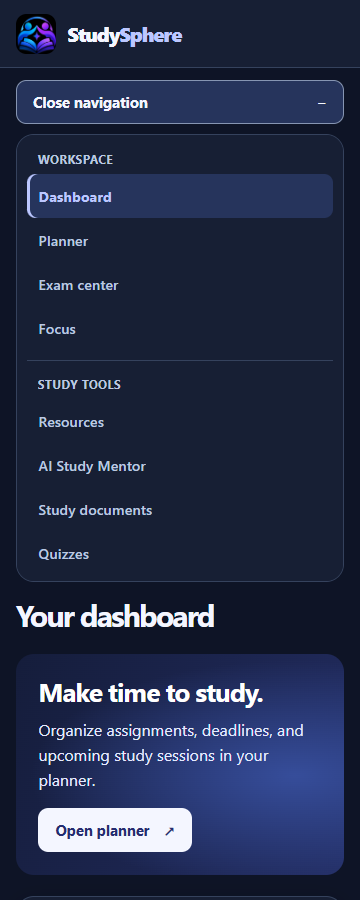 StudySphere
Close navigation −
WORKSPACE
Dashboard
Planner
Exam center
Focus
STUDY TOOLS
Resources
AI Study Mentor
Study documents
Quizzes
Your dashboard
Make time to study.
Organize assignments, deadlines, and
upcoming study sessions in your
planner.
Open planner ↗